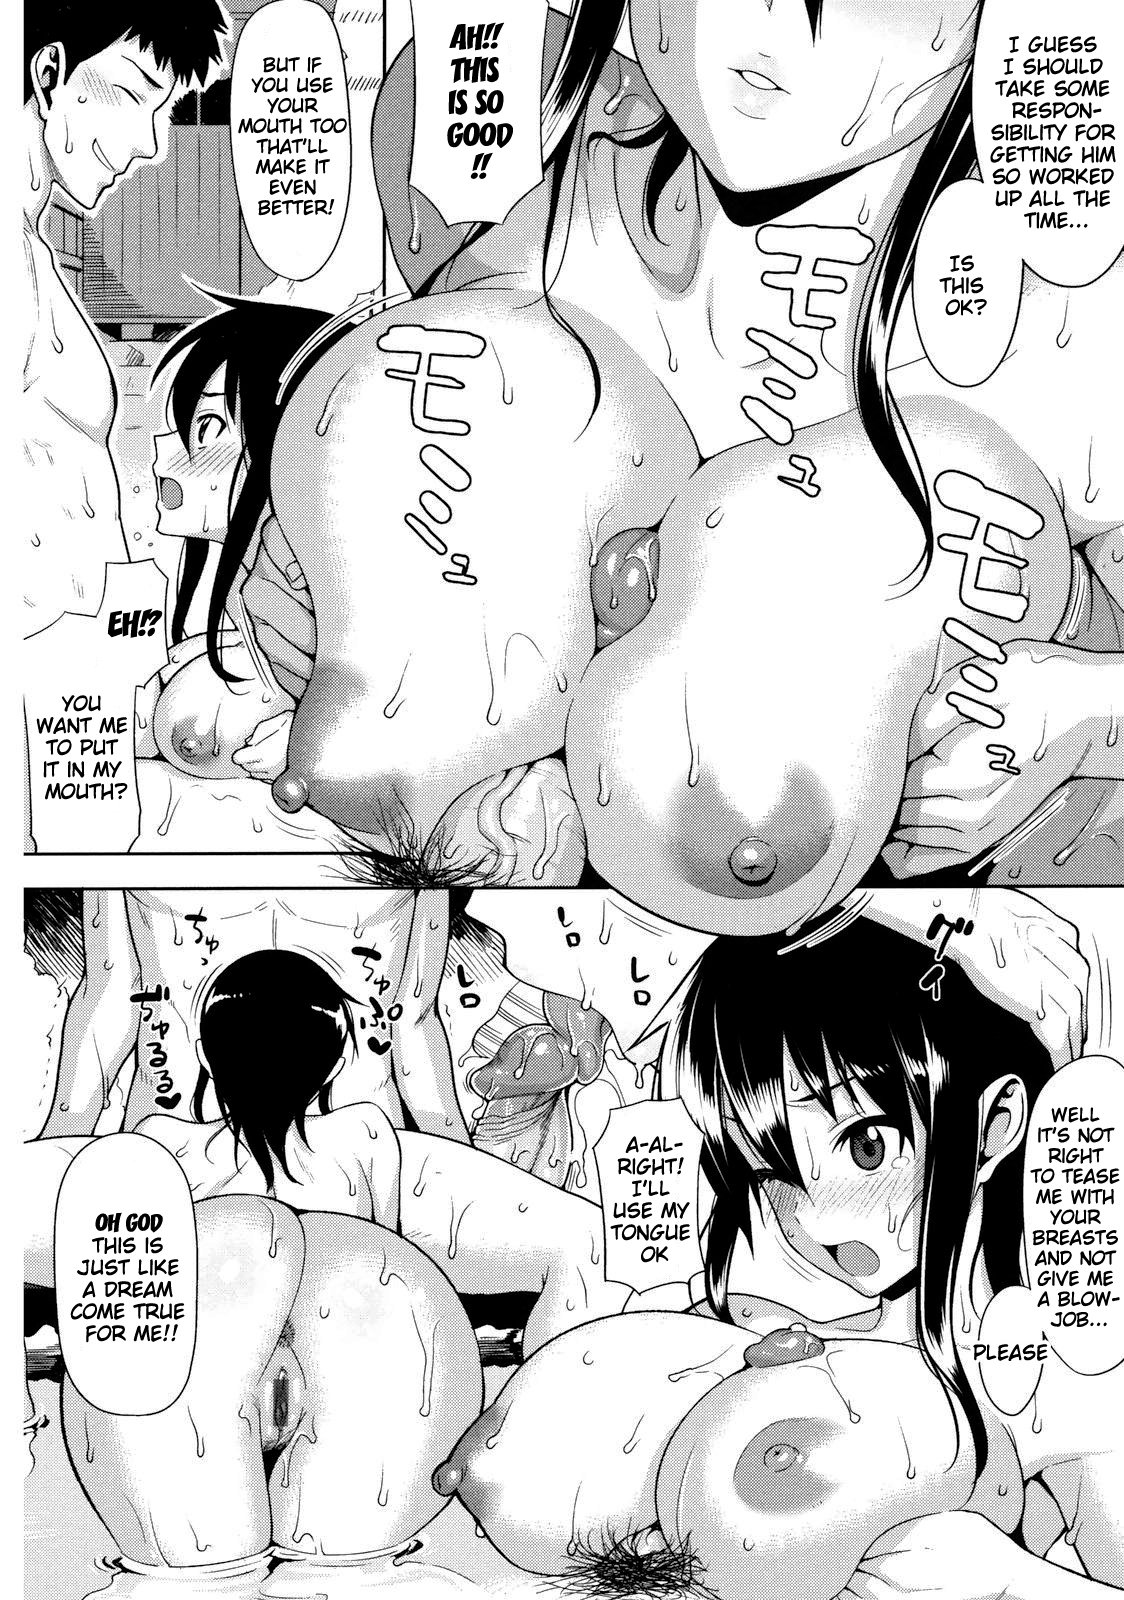 I GUESS
I SHOULD
TAKE SOME
RESPON-
SIBILITY FOR
GETTING HIM
SO WORKED
UP ALL THE
TIME...
IS
THIS
OK?
AH!!
THIS
IS SO
GOOD
!!
BUT IF
YOU USE
YOUR
MOUTH TOO
THAT'LL
MAKE IT
EVEN
BETTER!
モミュ
モミュ
モミュ
EH!?
YOU
WANT ME
TO PUT
IT IN MY
MOUTH?
グイ
WELL
IT'S NOT
RIGHT
TO TEASE
ME WITH
YOUR
BREASTS
AND NOT
GIVE ME
A BLOW-
JOB...
PLEASE
A-AL-
RIGHT!
I'LL
USE MY
TONGUE
OK
レロ
レロ
レロ
ちゅっ
ちゅぷ
ぢゅるるる
OH GOD
THIS IS
JUST LIKE
A DREAM
COME TRUE
FOR ME!!